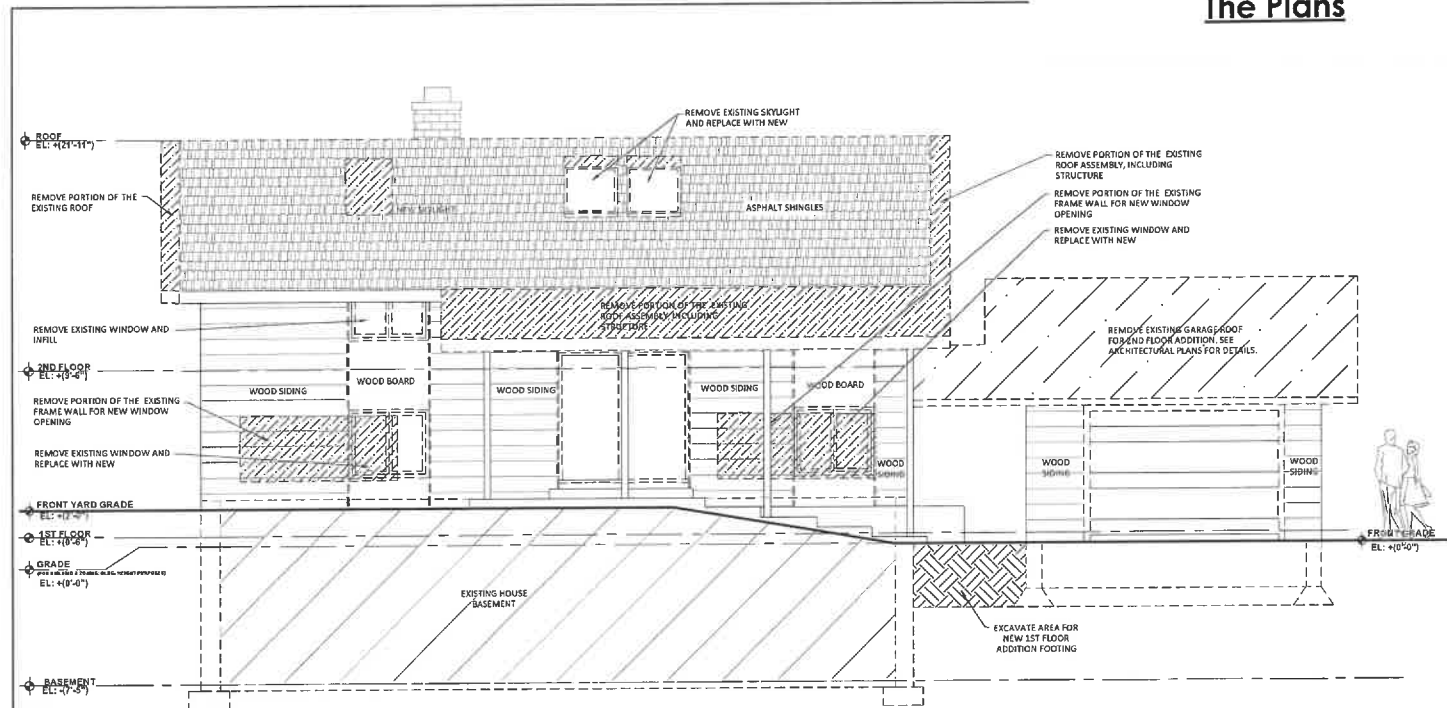 The Plans
REMOVE EXISTING SKYLIGHT
AND REPLACE WITH NEW
ROOF
EL: +(21'-11")
REMOVE PORTION OF THE EXISTING
ROOF ASSEMBLY, INCLUDING
STRUCTURE
REMOVE PORTION OF THE
EXISTING ROOF
REMOVE PORTION OF THE EXISTING
FRAME WALL FOR NEW WINDOW
OPENING
NEW SKYLIGHT
ASPHALT SHINGLES
REMOVE EXISTING WINDOW AND
REPLACE WITH NEW
REMOVE PORTION OF THE EXISTING
ROOF ASSEMBLY, INCLUDING
STRUCTURE
REMOVE EXISTING WINDOW AND
INFILL
REMOVE EXISTING GARAGE ROOF
FOR 2ND FLOOR ADDITION. SEE
ARCHITECTURAL PLANS FOR DETAILS.
2ND FLOOR
EL: +(9'-6")
WOOD SIDING
WOOD BOARD
WOOD SIDING
WOOD SIDING
WOOD BOARD
REMOVE PORTION OF THE EXISTING
FRAME WALL FOR NEW WINDOW
OPENING
REMOVE EXISTING WINDOW AND
REPLACE WITH NEW
WOOD
SIDING
WOOD
SIDING
WOOD
SIDING
FRONT YARD GRADE
1ST FLOOR
EL: +(0'-6")
FRONT GRADE
EL: +(0'-0")
GRADE
EL: +(0'-0")
EXISTING HOUSE
BASEMENT
EXCAVATE AREA FOR
NEW 1ST FLOOR
ADDITION FOOTING
BASEMENT
EL: -(7'-5")